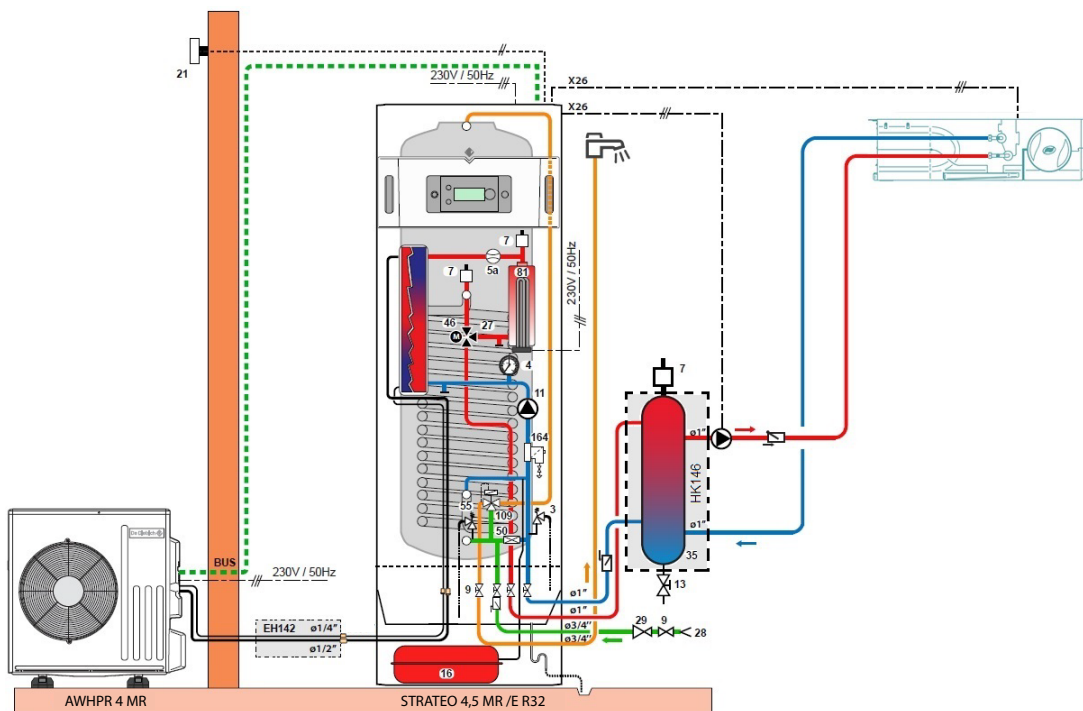 21
230V / 50Hz
X26
X26
7
7
5a
81
230V / 50Hz
46
27
M
4
11
7
ø1"
164
HK146
55
3
109
50
ø1"
35
BUS
230V / 50Hz
13
9
ø1"
ø1"
EH142 ø1/4"
ø1/2"
ø3/4"
ø3/4"
29
9
28
16
AWHPR 4 MR
STRATEO 4,5 MR /E R32
De Dietrich